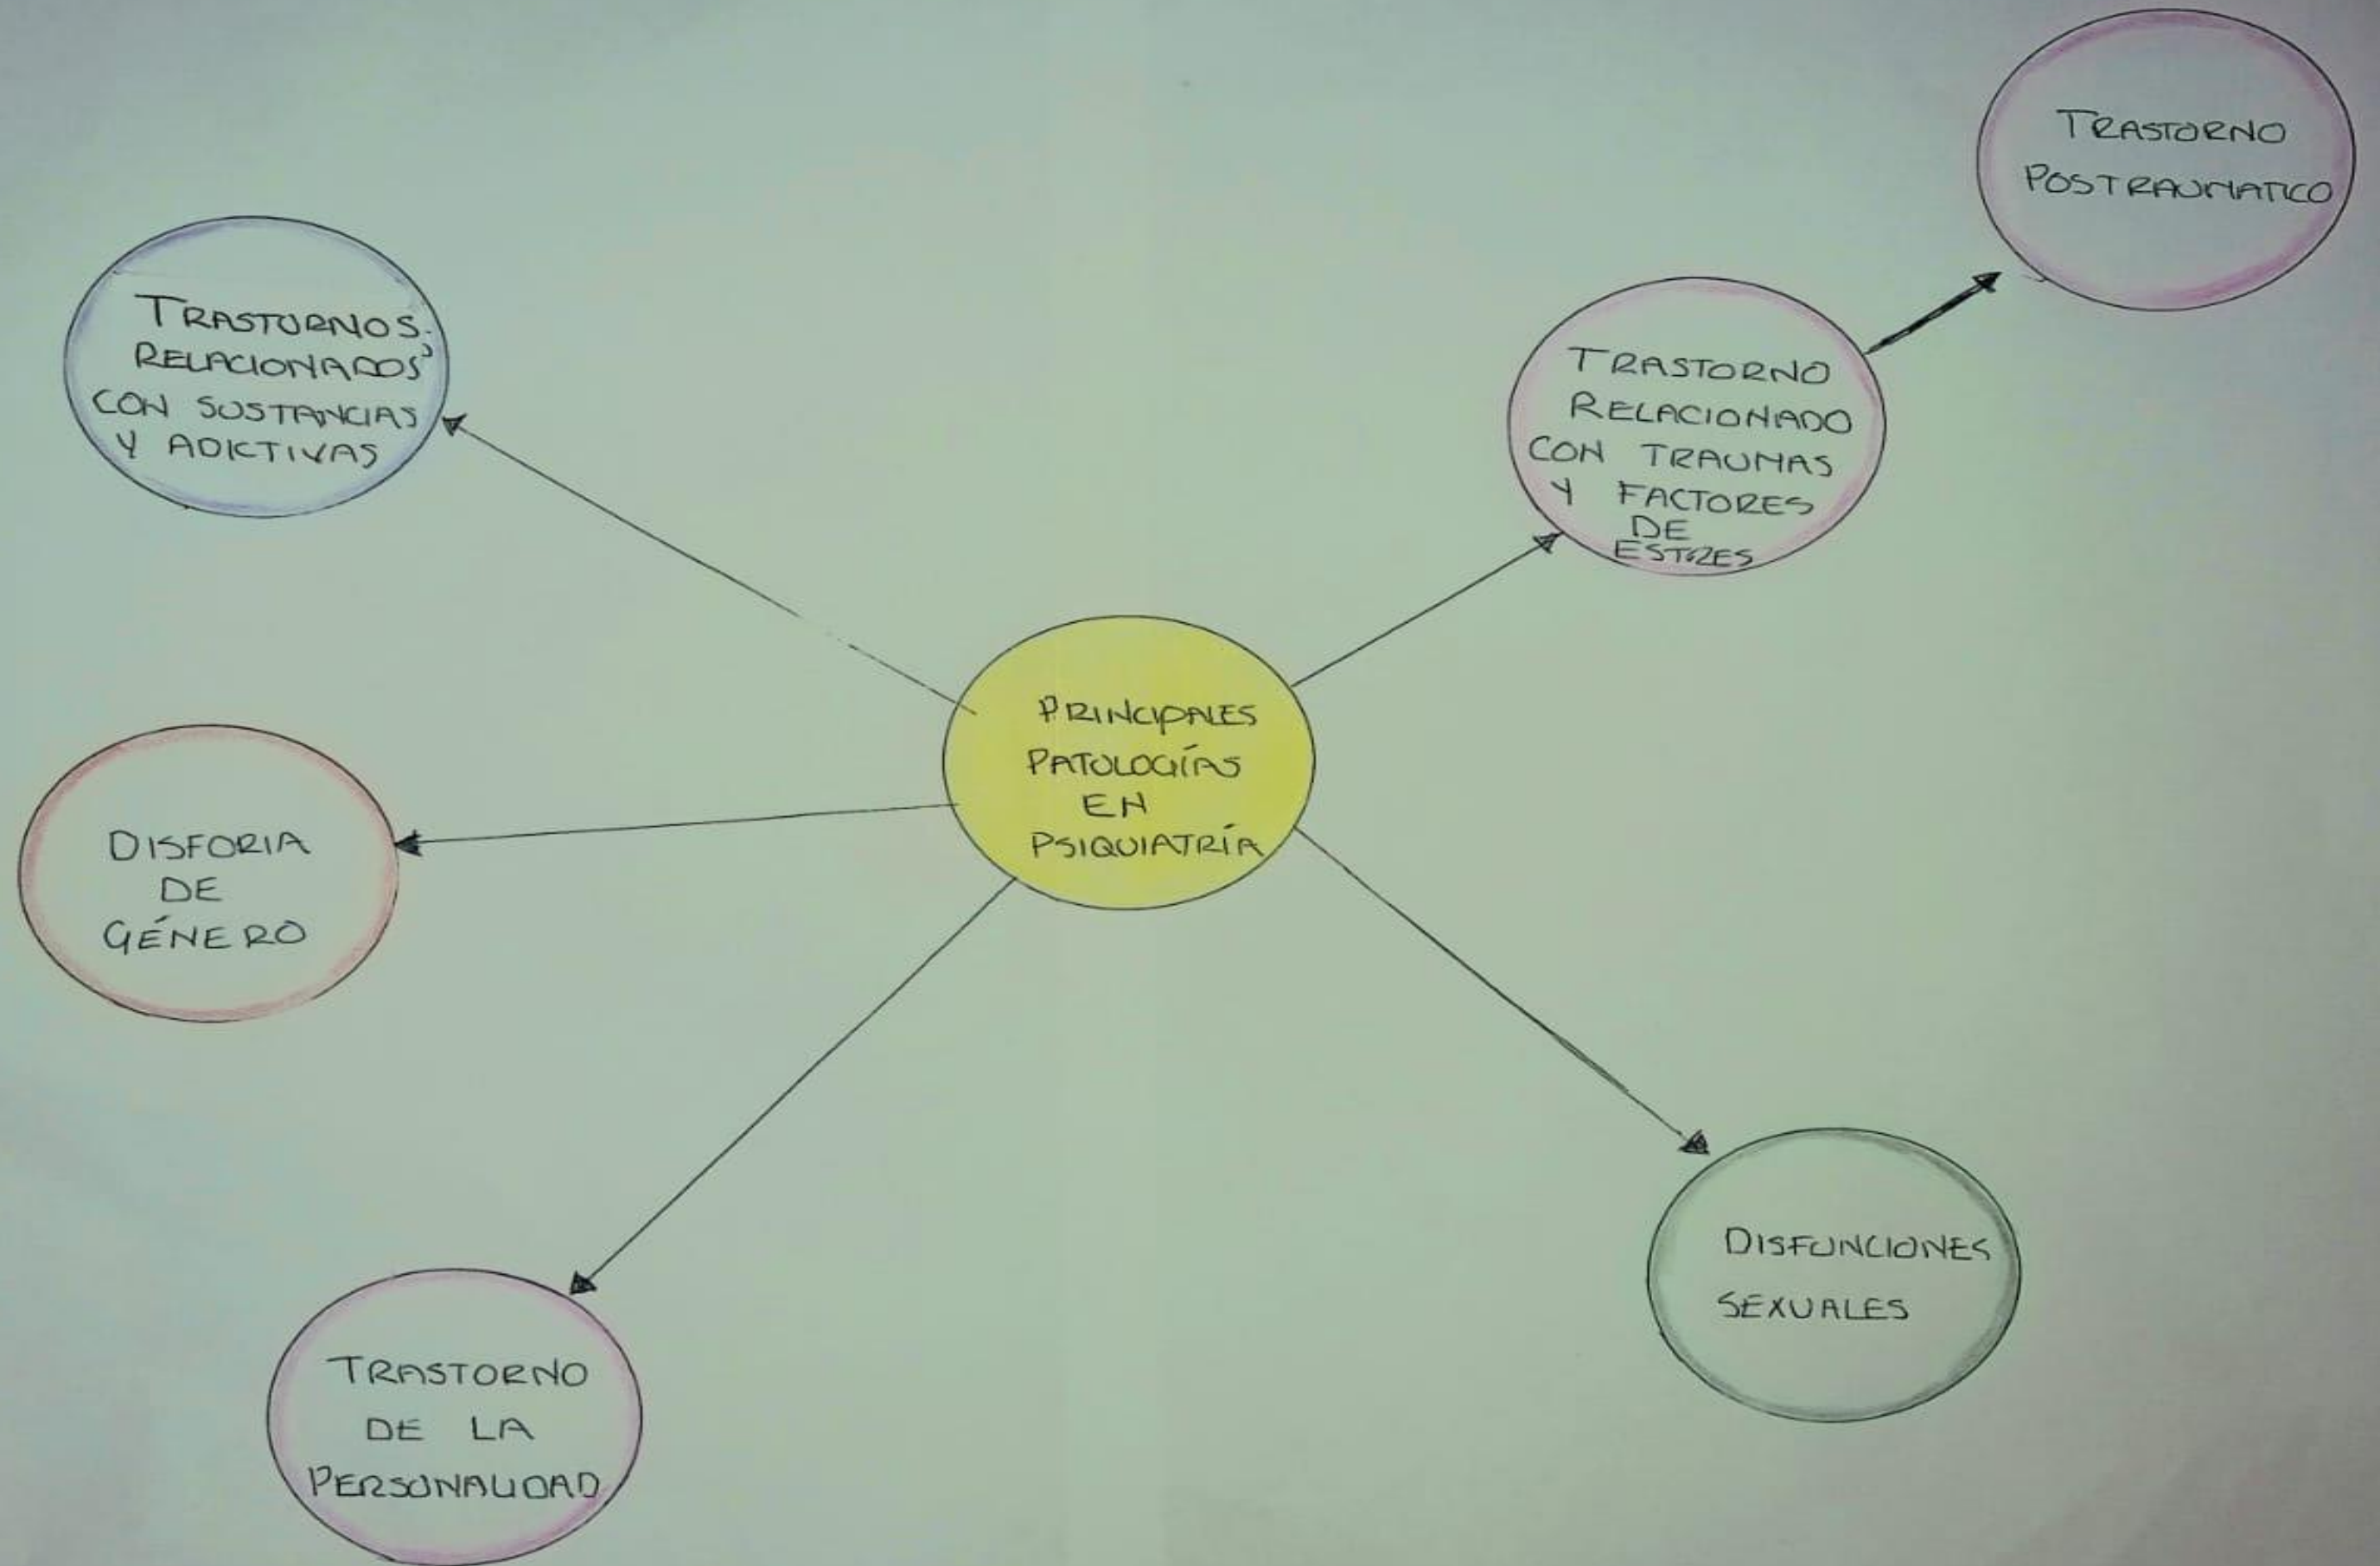 TRASTORNO
POSTRAUMATICO
TRASTORNOS
RELACIONADOS
CON SUSTANCIAS
Y ADICTIVAS
TRASTORNO
RELACIONADO
CON TRAUMAS
Y FACTORES
DE
ESTRES
PRINCIPALES
PATOLOGÍAS
EN
PSIQUIATRÍA
DISFORIA
DE
GÉNERO
DISFUNCIONES
SEXUALES
TRASTORNO
DE LA
PERSONALIDAD